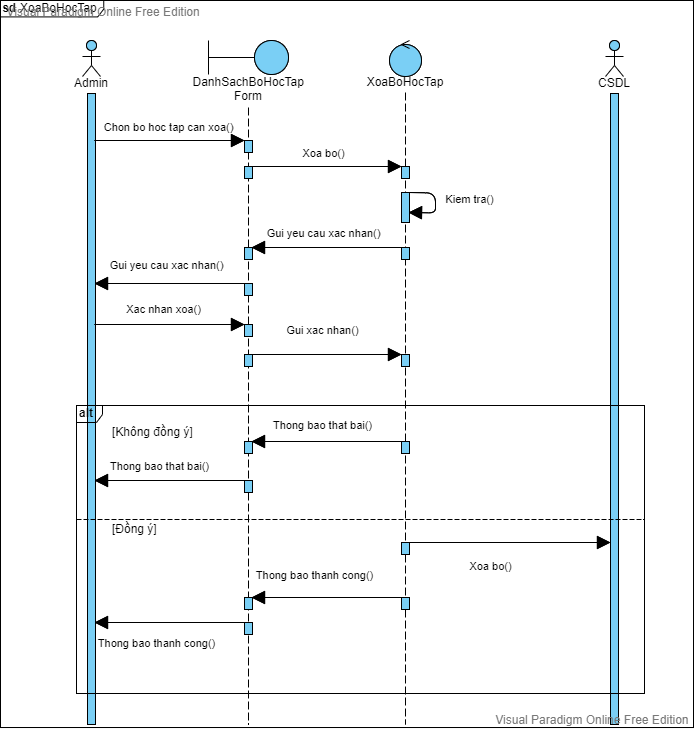 sd XoaBoHocTap
Visual Paradigm Online Free Edition
Admin
DanhSachBoHocTap
Form
XoaBoHocTap
CSDL
Chon bo hoc tap can xoa()
Xoa bo()
Kiem tra()
Gui yeu cau xac nhan()
Gui yeu cau xac nhan()
Xac nhan xoa()
Gui xac nhan()
alt
[Không đồng ý]
Thong bao that bai()
Thong bao that bai()
[Đồng ý]
Xoa bo()
Thong bao thanh cong()
Thong bao thanh cong()
Visual Paradigm Online Free Edition